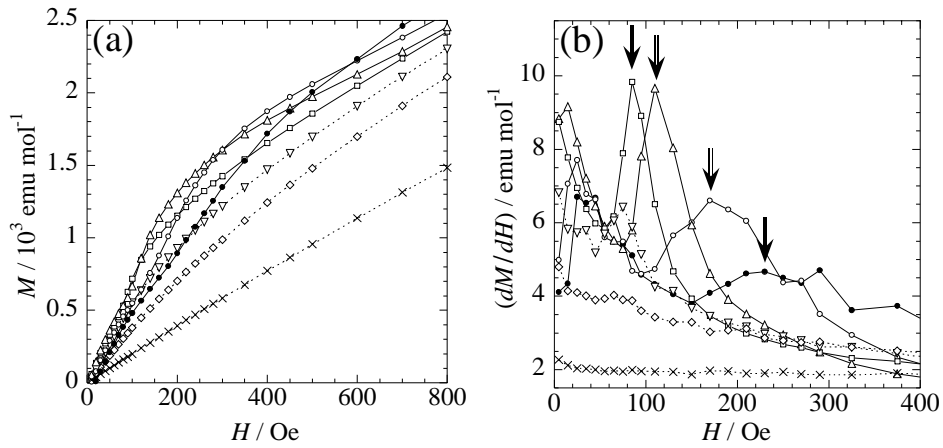 (a)
2.5
2
1.5
1
0.5
0
M / 10³ emu mol⁻¹
0 200 400 600 800
H / Oe
(b)
10
8
6
4
2
(dM/dH) / emu mol⁻¹
0 100 200 300 400
H / Oe